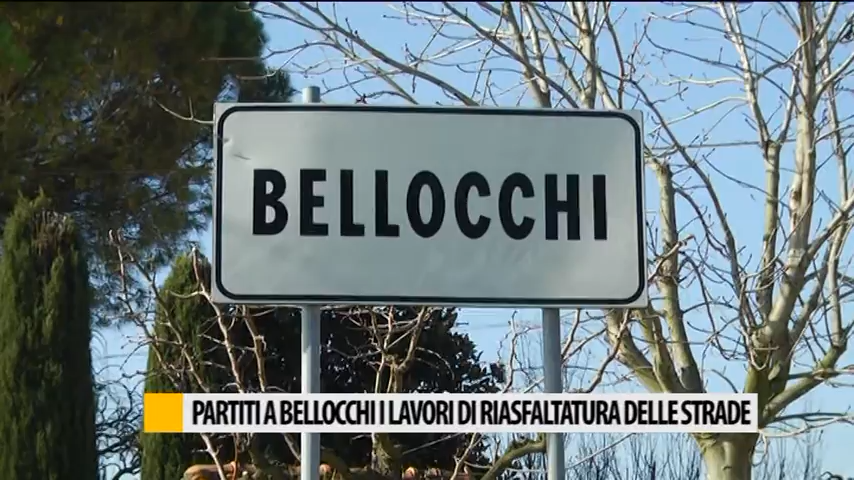 BELLOCCHI
PARTITI A BELLOCCHI I LAVORI DI RIASFALTATURA DELLE STRADE